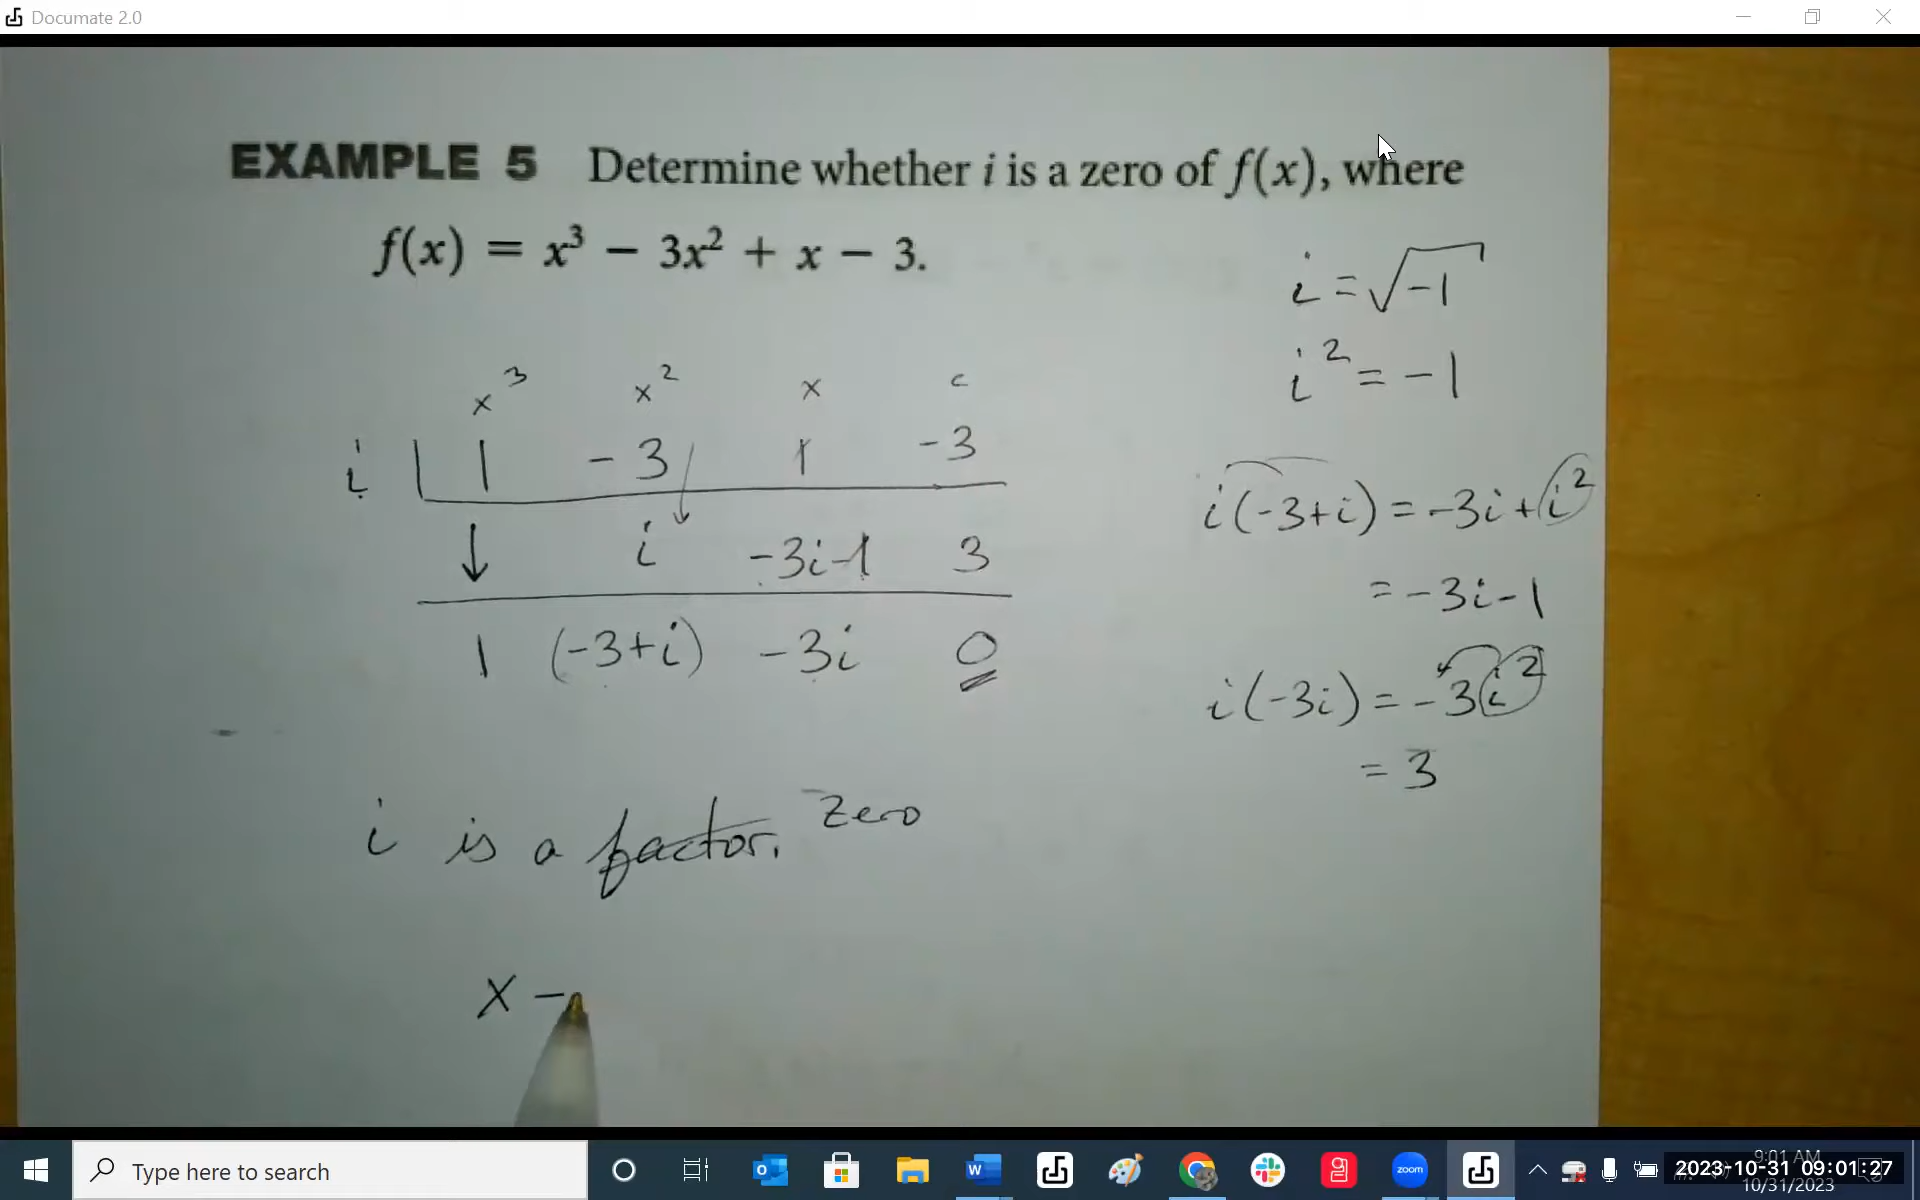 Documate 2.0
EXAMPLE 5 Determine whether i is a zero of f(x), where
f(x) = x³ − 3x² + x − 3.
i = √-1
i² = -1
x³ x² x c
i 1 -3 1 -3
i -3i-1 3
1 (-3+i) -3i 0
i(-3+i) = -3i+i²
= -3i-1
i(-3i) = -3i²
= 3
i is a factor. zero
x -
Type here to search
9:01 AM
2023-10-31 09:01:27
10/31/2023